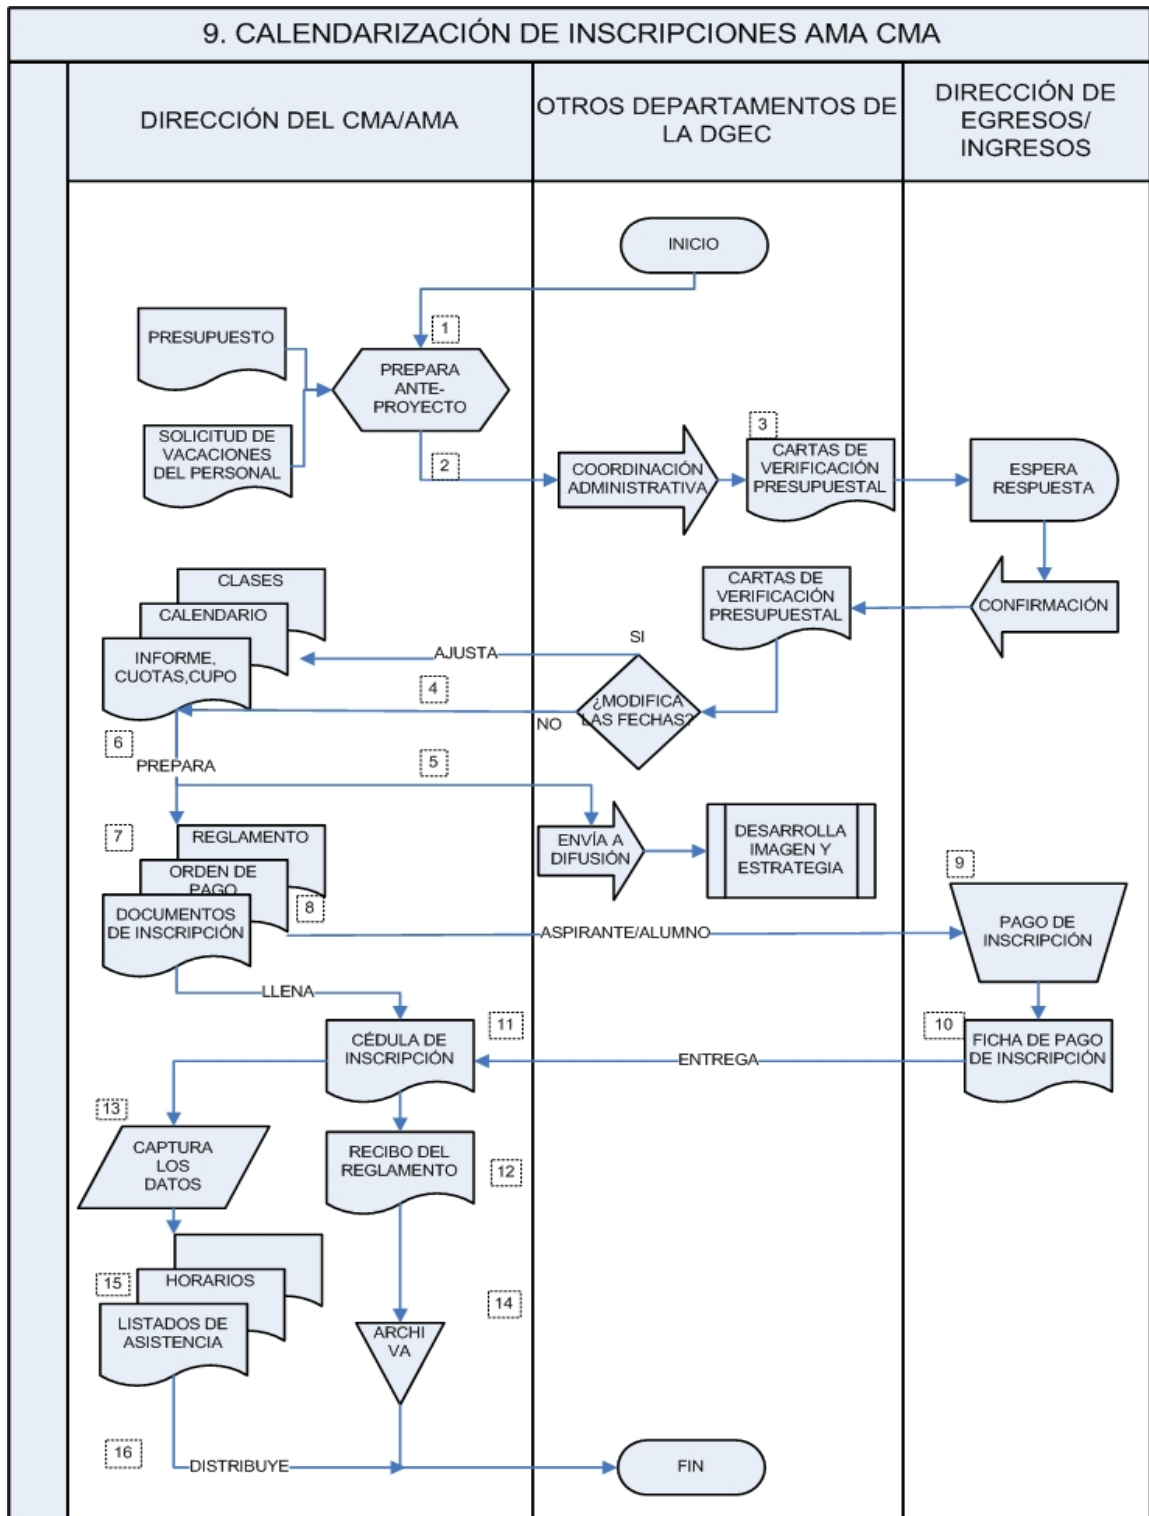 9. CALENDARIZACIÓN DE INSCRIPCIONES AMA CMA
DIRECCIÓN DEL CMA/AMA
OTROS DEPARTAMENTOS DE
LA DGEC
DIRECCIÓN DE
EGRESOS/
INGRESOS
INICIO
1
PRESUPUESTO
PREPARA
ANTE-
PROYECTO
SOLICITUD DE
VACACIONES
DEL PERSONAL
2
COORDINACIÓN
ADMINISTRATIVA
3
CARTAS DE
VERIFICACIÓN
PRESUPUESTAL
ESPERA
RESPUESTA
CLASES
CALENDARIO
INFORME,
CUOTAS,CUPO
CARTAS DE
VERIFICACIÓN
PRESUPUESTAL
CONFIRMACIÓN
SI
AJUSTA
4
¿MODIFICA
LAS FECHAS?
NO
6
PREPARA
5
7
REGLAMENTO
ORDEN DE
PAGO
8
DOCUMENTOS
DE INSCRIPCIÓN
ENVÍA A
DIFUSIÓN
DESARROLLA
IMAGEN Y
ESTRATEGIA
9
ASPIRANTE/ALUMNO
PAGO DE
INSCRIPCIÓN
LLENA
11
CÉDULA DE
INSCRIPCIÓN
ENTREGA
10
FICHA DE PAGO
DE INSCRIPCIÓN
13
CAPTURA
LOS
DATOS
RECIBO DEL
REGLAMENTO
12
15
HORARIOS
LISTADOS DE
ASISTENCIA
14
ARCHI
VA
16
DISTRIBUYE
FIN